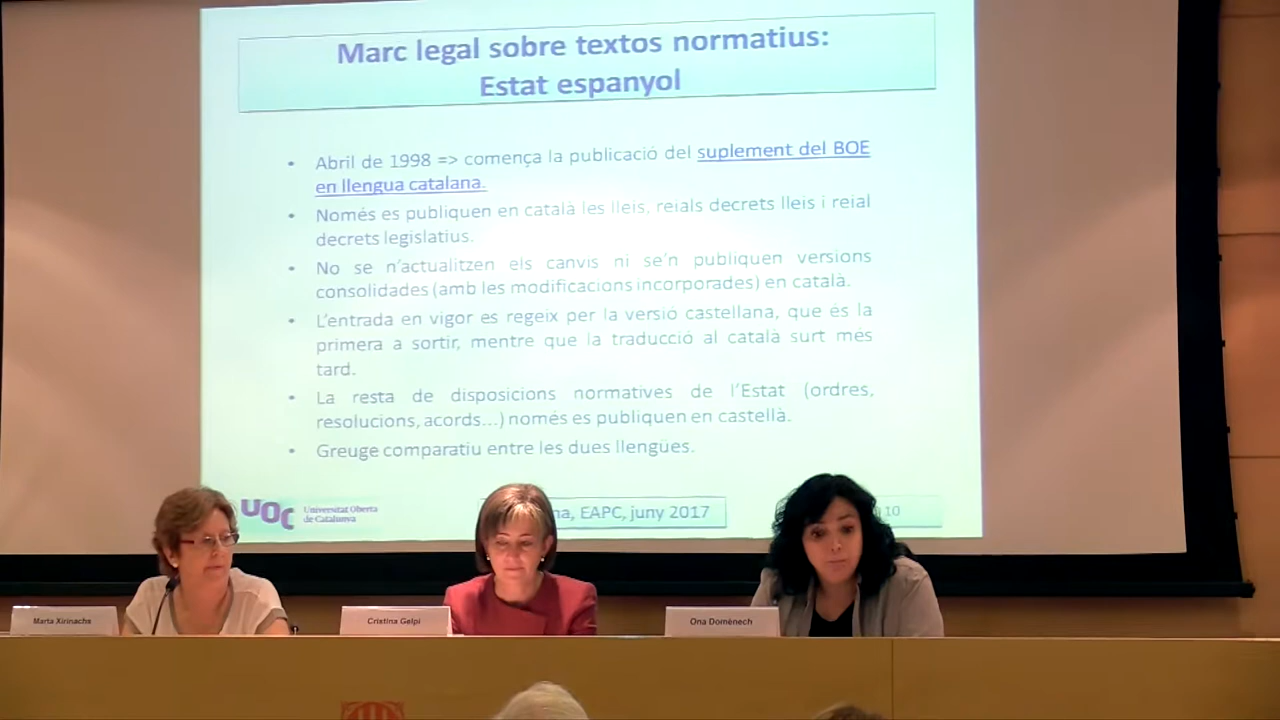 Marc legal sobre textos normatius:
Estat espanyol
• Abril de 1998 => comença la publicació del suplement del BOE
en llengua catalana.
• Només es publiquen en català les lleis, reials decrets lleis i reial
decrets legislatius.
• No se n'actualitzen els canvis ni se'n publiquen versions
consolidades (amb les modificacions incorporades) en català.
• L'entrada en vigor es regeix per la versió castellana, que és la
primera a sortir, mentre que la traducció al català surt més
tard.
• La resta de disposicions normatives de l'Estat (ordres,
resolucions, acords...) només es publiquen en castellà.
• Greuge comparatiu entre les dues llengües.
UOC
Universitat Oberta
de Catalunya
EAPC, juny 2017
10
Marta Xirinachs
Cristina Gelpi
Ona Domènech